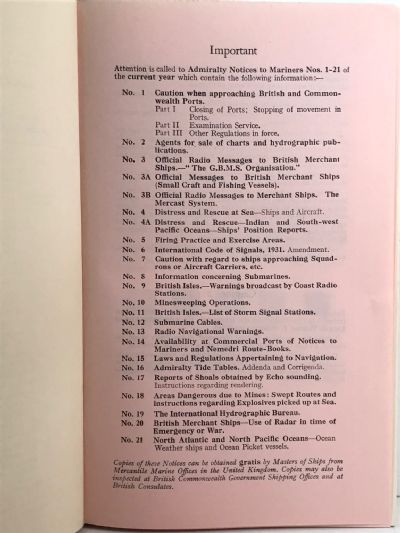 Important
Attention is called to Admiralty Notices to Mariners Nos. 1-21 of
the current year which contain the following information:—
No. 1 Caution when approaching British and Common-
wealth Ports.
Part I Closing of Ports; Stopping of movement in
Ports.
Part II Examination Service.
Part III Other Regulations in force.
No. 2 Agents for sale of charts and hydrographic pub-
lications.
No. 3 Official Radio Messages to British Merchant
Ships.—"The G.B.M.S. Organisation."
No. 3A Official Messages to British Merchant Ships
(Small Craft and Fishing Vessels).
No. 3B Official Radio Messages to Merchant Ships. The
Mercast System.
No. 4 Distress and Rescue at Sea—Ships and Aircraft.
No. 4A Distress and Rescue—Indian and South-west
Pacific Oceans—Ships' Position Reports.
No. 5 Firing Practice and Exercise Areas.
No. 6 International Code of Signals, 1931. Amendment.
No. 7 Caution with regard to ships approaching Squad-
rons or Aircraft Carriers, etc.
No. 8 Information concerning Submarines.
No. 9 British Isles.—Warnings broadcast by Coast Radio
Stations.
No. 10 Minesweeping Operations.
No. 11 British Isles.—List of Storm Signal Stations.
No. 12 Submarine Cables.
No. 13 Radio Navigational Warnings.
No. 14 Availability at Commercial Ports of Notices to
Mariners and Nemedri Route-Books.
No. 15 Laws and Regulations Appertaining to Navigation.
No. 16 Admiralty Tide Tables. Addenda and Corrigenda.
No. 17 Reports of Shoals obtained by Echo sounding.
Instructions regarding rendering.
No. 18 Areas Dangerous due to Mines: Swept Routes and
instructions regarding Explosives picked up at Sea.
No. 19 The International Hydrographic Bureau.
No. 20 British Merchant Ships—Use of Radar in time of
Emergency or War.
No. 21 North Atlantic and North Pacific Oceans—Ocean
Weather ships and Ocean Picket vessels.
Copies of these Notices can be obtained gratis by Masters of Ships from
Mercantile Marine Offices in the United Kingdom. Copies may also be
inspected at British Commonwealth Government Shipping Offices and at
British Consulates.